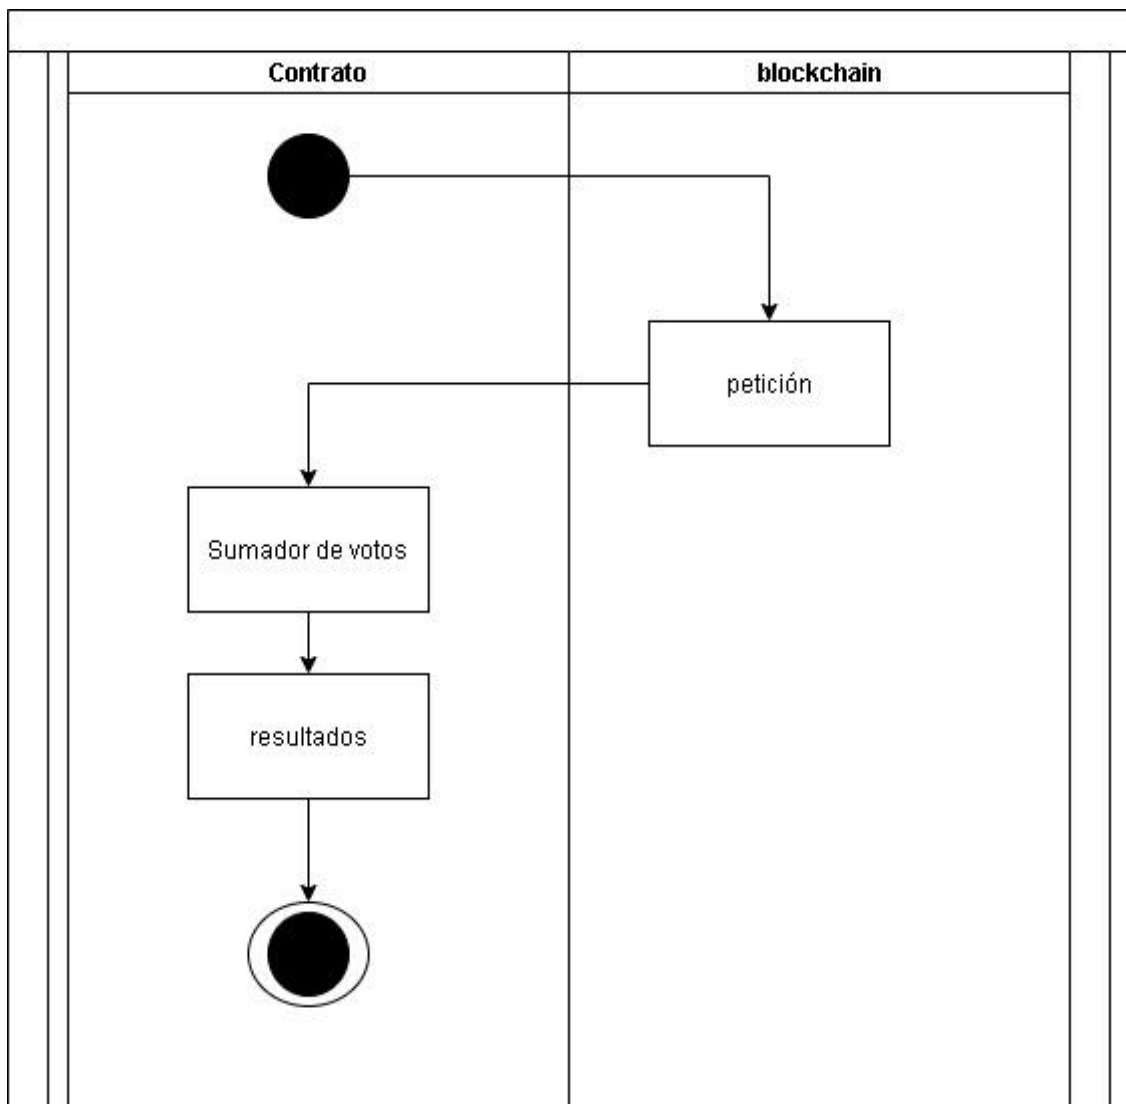 Contrato
blockchain
petición
Sumador de votos
resultados